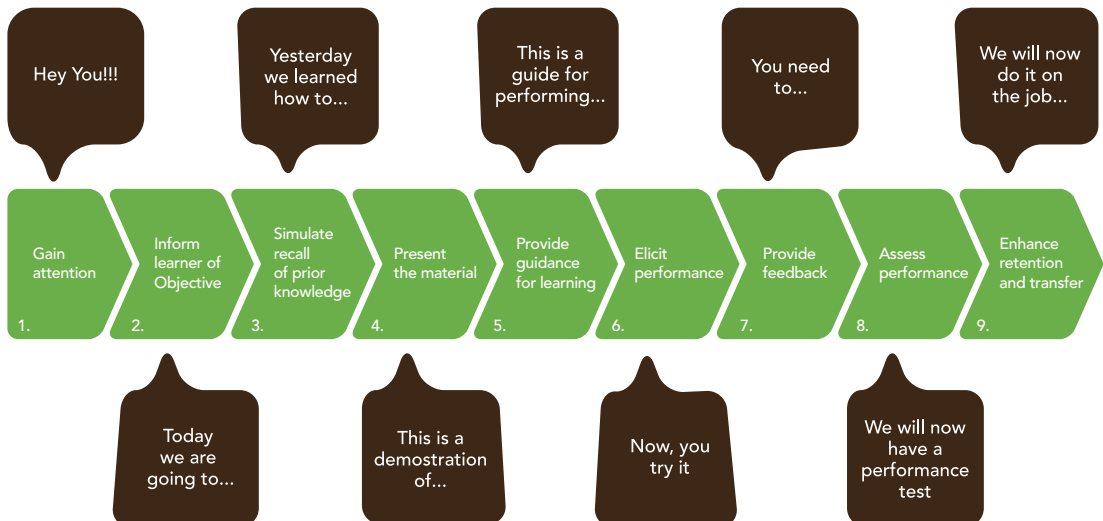 Hey You!!!
Yesterday
we learned
how to...
This is a
guide for
performing...
You need
to...
We will now
do it on
the job...
Gain
attention
1.
Inform
learner of
Objective
2.
Simulate
recall
of prior
knowledge
3.
Present
the material
4.
Provide
guidance
for learning
5.
Elicit
performance
6.
Provide
feedback
7.
Assess
performance
8.
Enhance
retention
and transfer
9.
Today
we are
going to...
This is a
demostration
of...
Now, you
try it
We will now
have a
performance
test